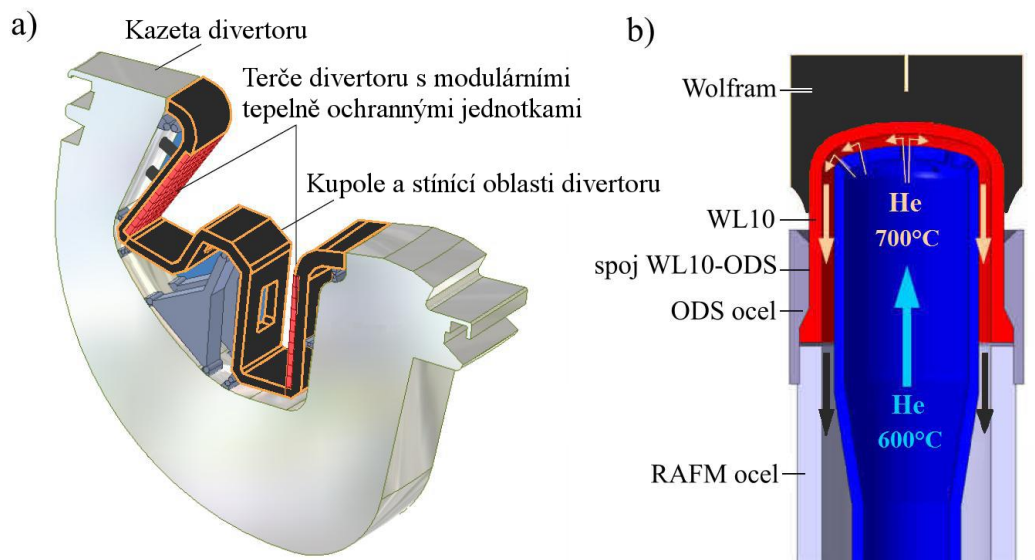 a)
Kazeta divertoru
Terče divertoru s modulárními
tepelně ochrannými jednotkami
Kupole a stínící oblasti divertoru
b)
Wolfram
WL10
spoj WL10-ODS
ODS ocel
RAFM ocel
He
700°C
He
600°C